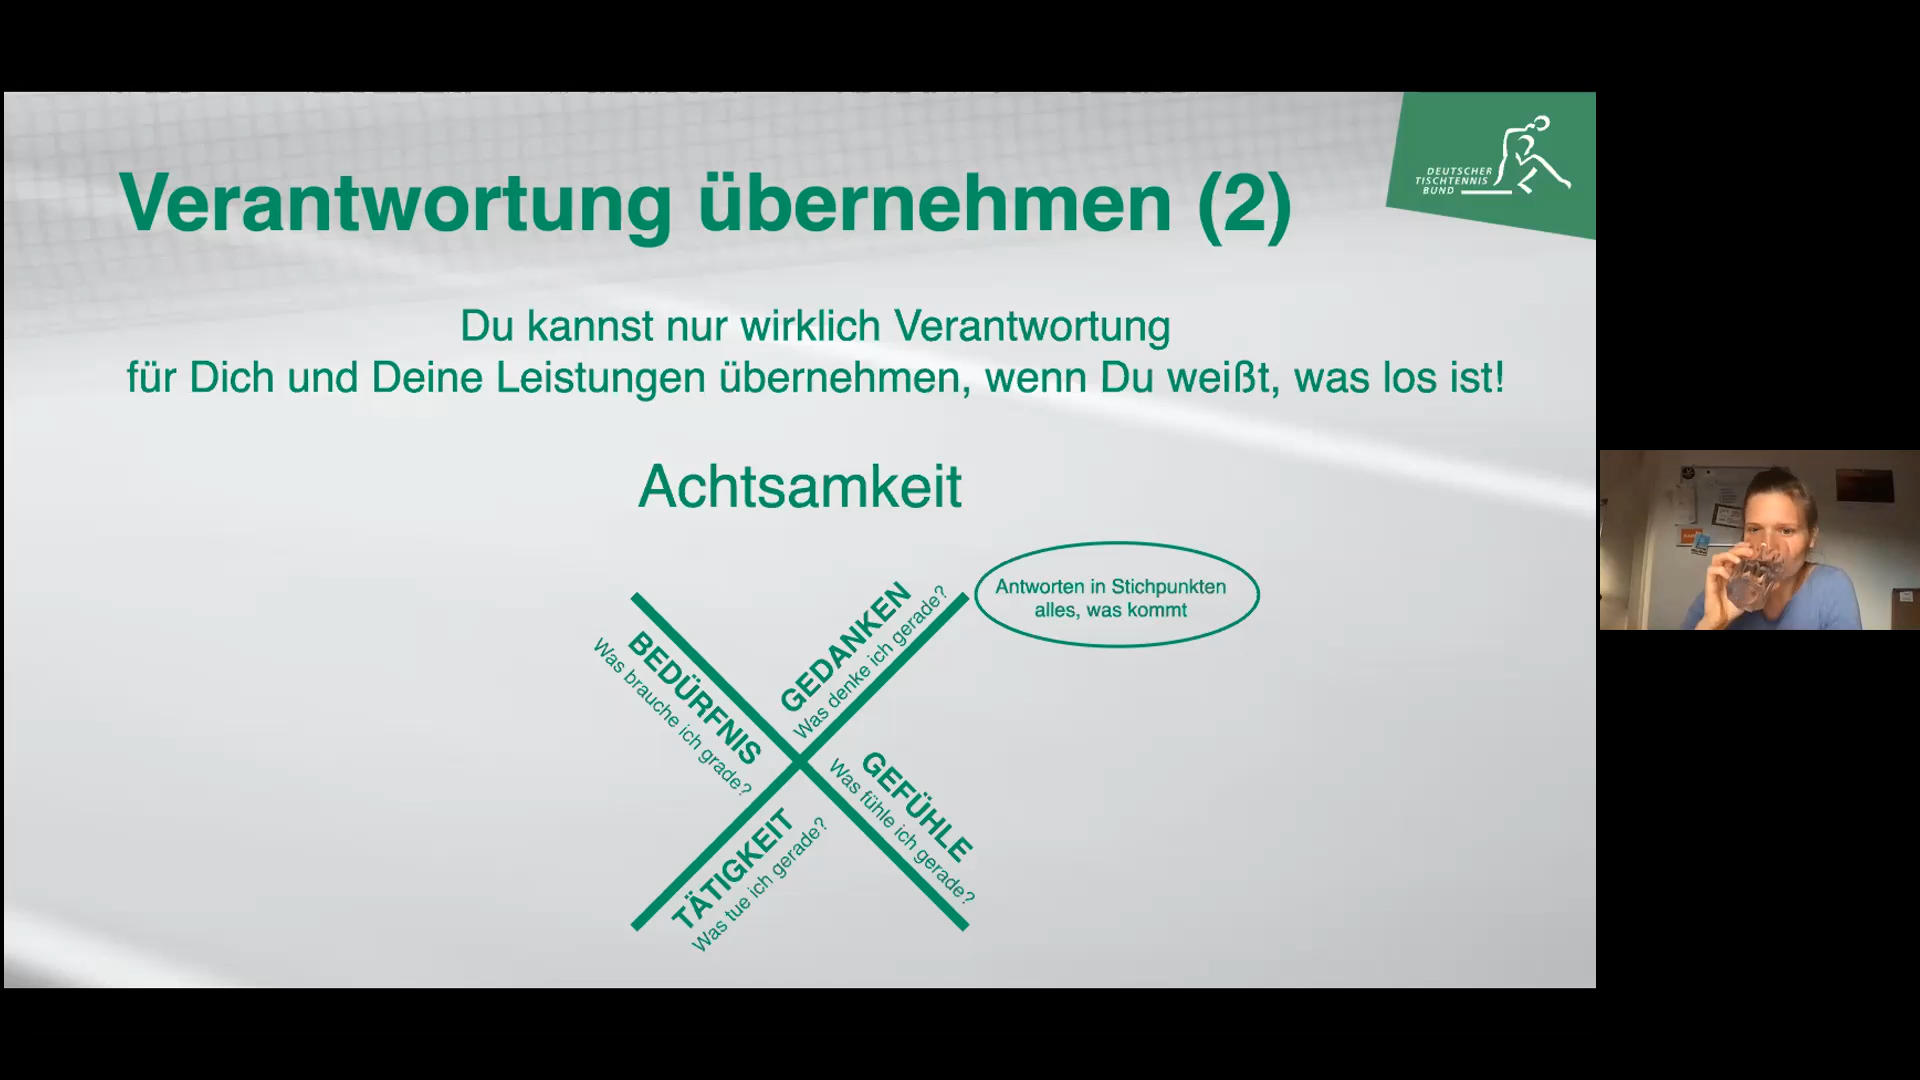 DEUTSCHER
TISCHTENNIS
BUND
Verantwortung übernehmen (2)
Du kannst nur wirklich Verantwortung
für Dich und Deine Leistungen übernehmen, wenn Du weißt, was los ist!
Achtsamkeit
Antworten in Stichpunkten
alles, was kommt
BEDÜRFNIS
Was brauche ich grade?
GEDANKEN
Was denke ich gerade?
TÄTIGKEIT
Was tue ich gerade?
GEFÜHLE
Was fühle ich gerade?